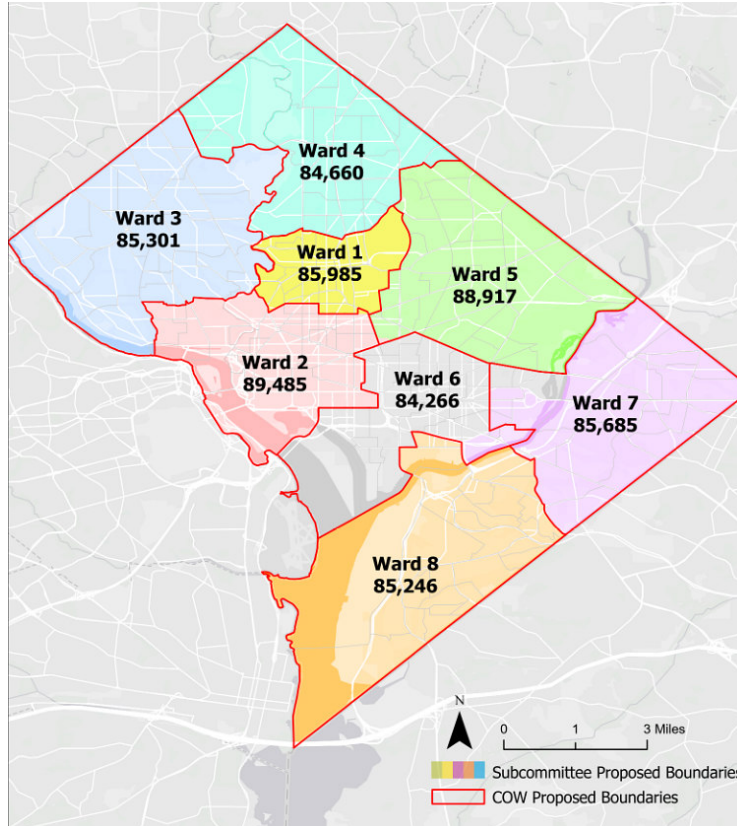 Ward 4
84,660
Ward 3
85,301
Ward 1
85,985
Ward 5
88,917
Ward 2
89,485
Ward 6
84,266
Ward 7
85,685
Ward 8
85,246
N
0 1 3 Miles
Subcommittee Proposed Boundaries
COW Proposed Boundaries